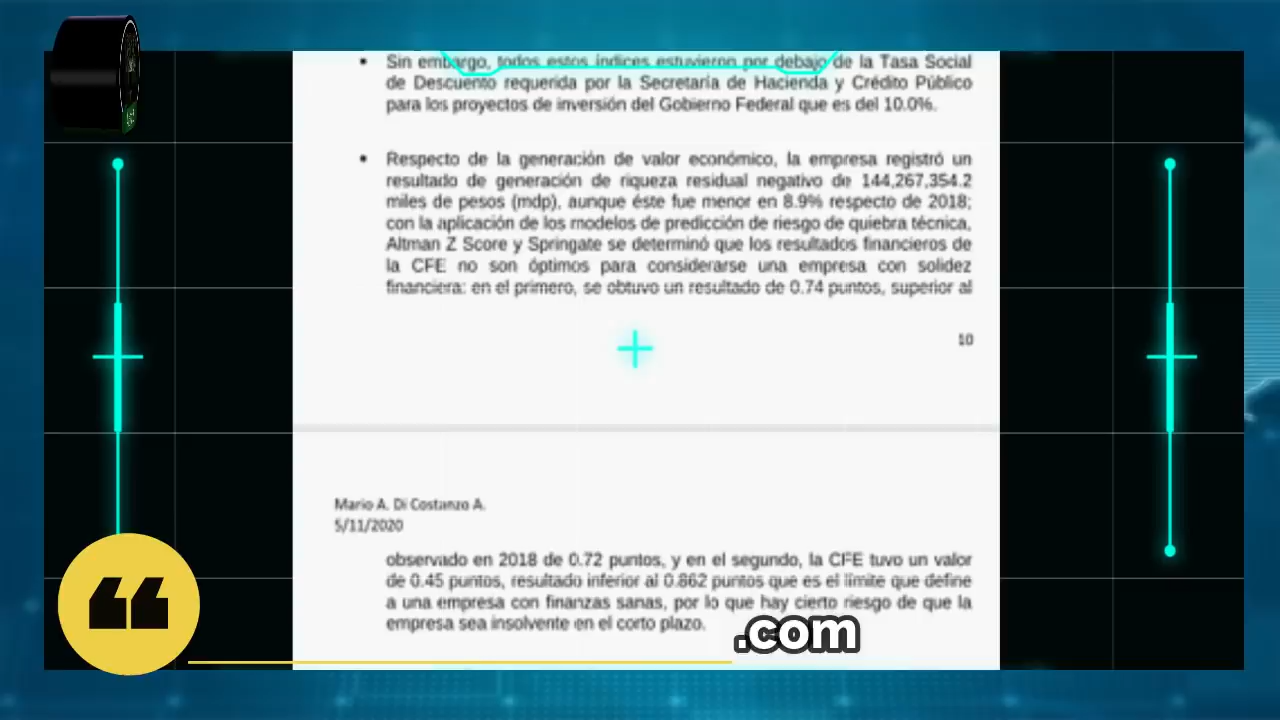 Sin embargo, todos estos índices estuvieron por debajo de la Tasa Social
de Descuento requerida por la Secretaría de Hacienda y Crédito Público
para los proyectos de inversión del Gobierno Federal que es del 10.0%.
Respecto de la generación de valor económico, la empresa registró un
resultado de generación de riqueza residual negativo de 144,267,354.2
miles de pesos (mdp), aunque éste fue menor en 8.9% respecto de 2018;
con la aplicación de los modelos de predicción de riesgo de quiebra técnica,
Altman Z Score y Springate se determinó que los resultados financieros de
la CFE no son óptimos para considerarse una empresa con solidez
financiera: en el primero, se obtuvo un resultado de 0.74 puntos, superior al
10
Mario A. Di Costanzo A.
5/11/2020
observado en 2018 de 0.72 puntos, y en el segundo, la CFE tuvo un valor
de 0.45 puntos, resultado inferior al 0.862 puntos que es el límite que define
a una empresa con finanzas sanas, por lo que hay cierto riesgo de que la
empresa sea insolvente en el corto plazo.
.com